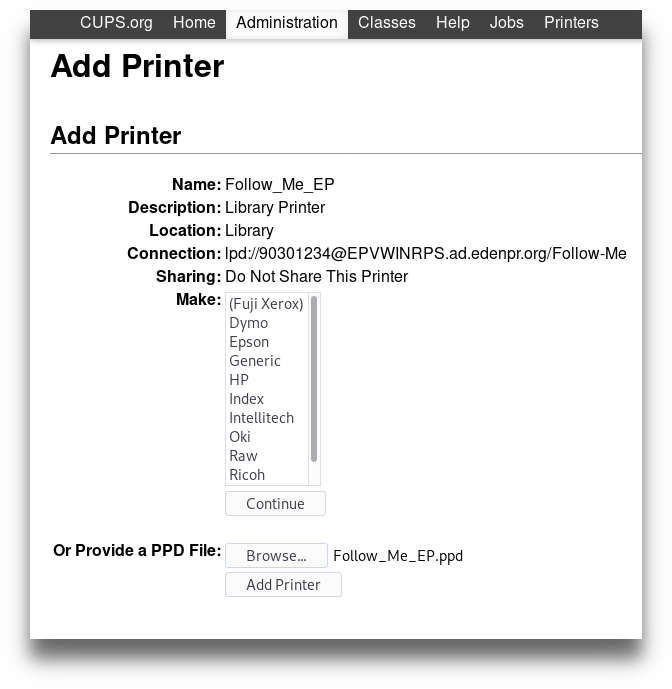 CUPS.org Home Administration Classes Help Jobs Printers
Add Printer
Add Printer
Name: Follow_Me_EP
Description: Library Printer
Location: Library
Connection: lpd://90301234@EPVWINRPS.ad.edenpr.org/Follow-Me
Sharing: Do Not Share This Printer
Make: (Fuji Xerox)
Dymo
Epson
Generic
HP
Index
Intellitech
Oki
Raw
Ricoh
Continue
Or Provide a PPD File: Browse... Follow_Me_EP.ppd
Add Printer